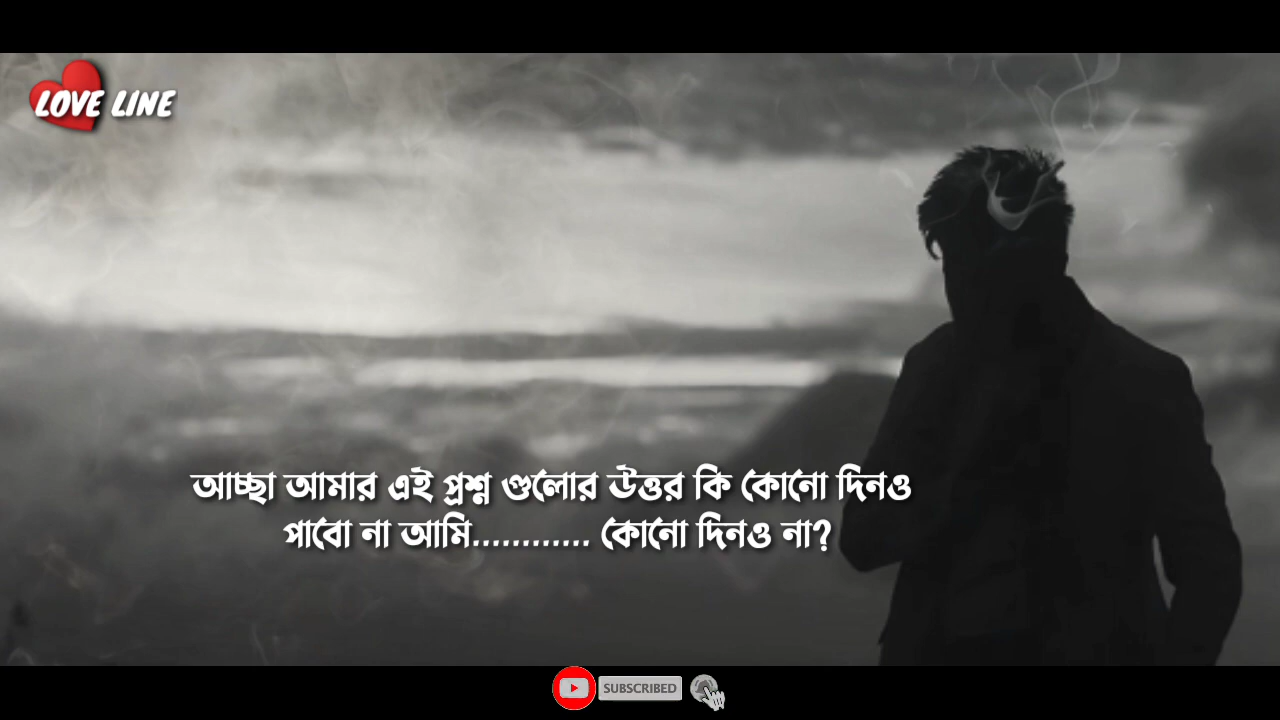 LOVE LINE
আচ্ছা আমার এই প্রশ্ন গুলোর উত্তর কি কোনো দিনও
পাবো না আমি............ কোনো দিনও না?
SUBSCRIBED